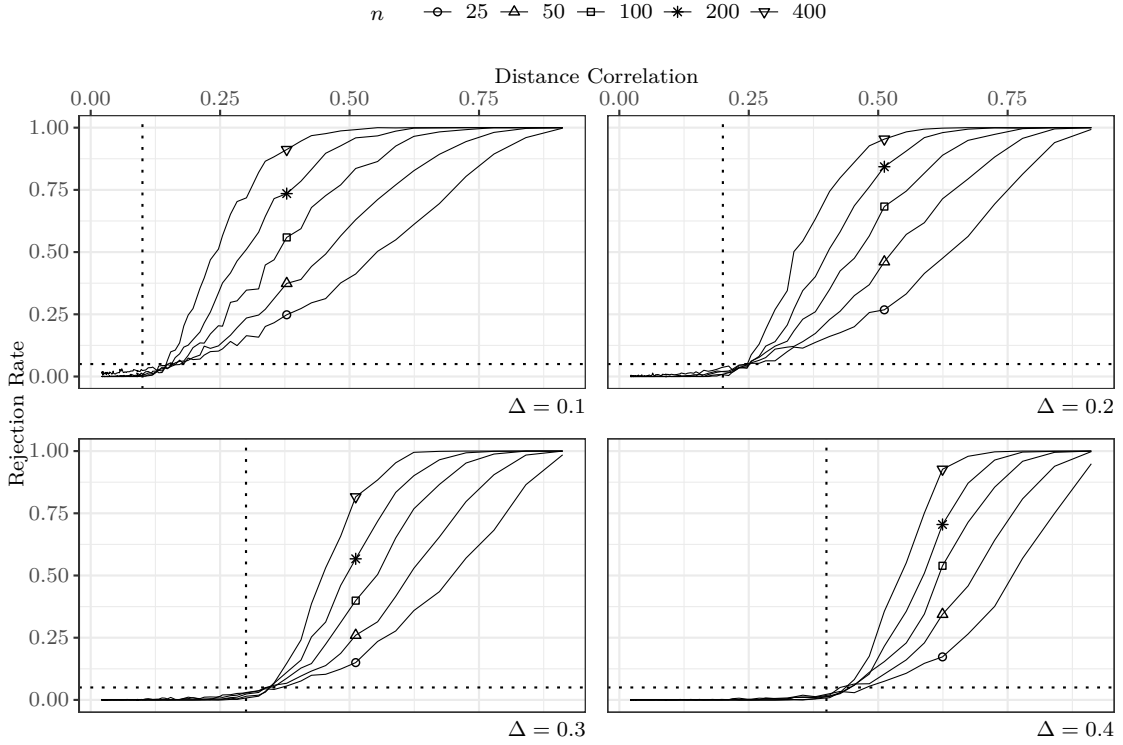 n 25 50 100 200 400
Distance Correlation
0.00 0.25 0.50 0.75 0.00 0.25 0.50 0.75
1.00
0.75
0.50
0.25
0.00
Δ = 0.1 Δ = 0.2
Rejection Rate
1.00
0.75
0.50
0.25
0.00
Δ = 0.3 Δ = 0.4